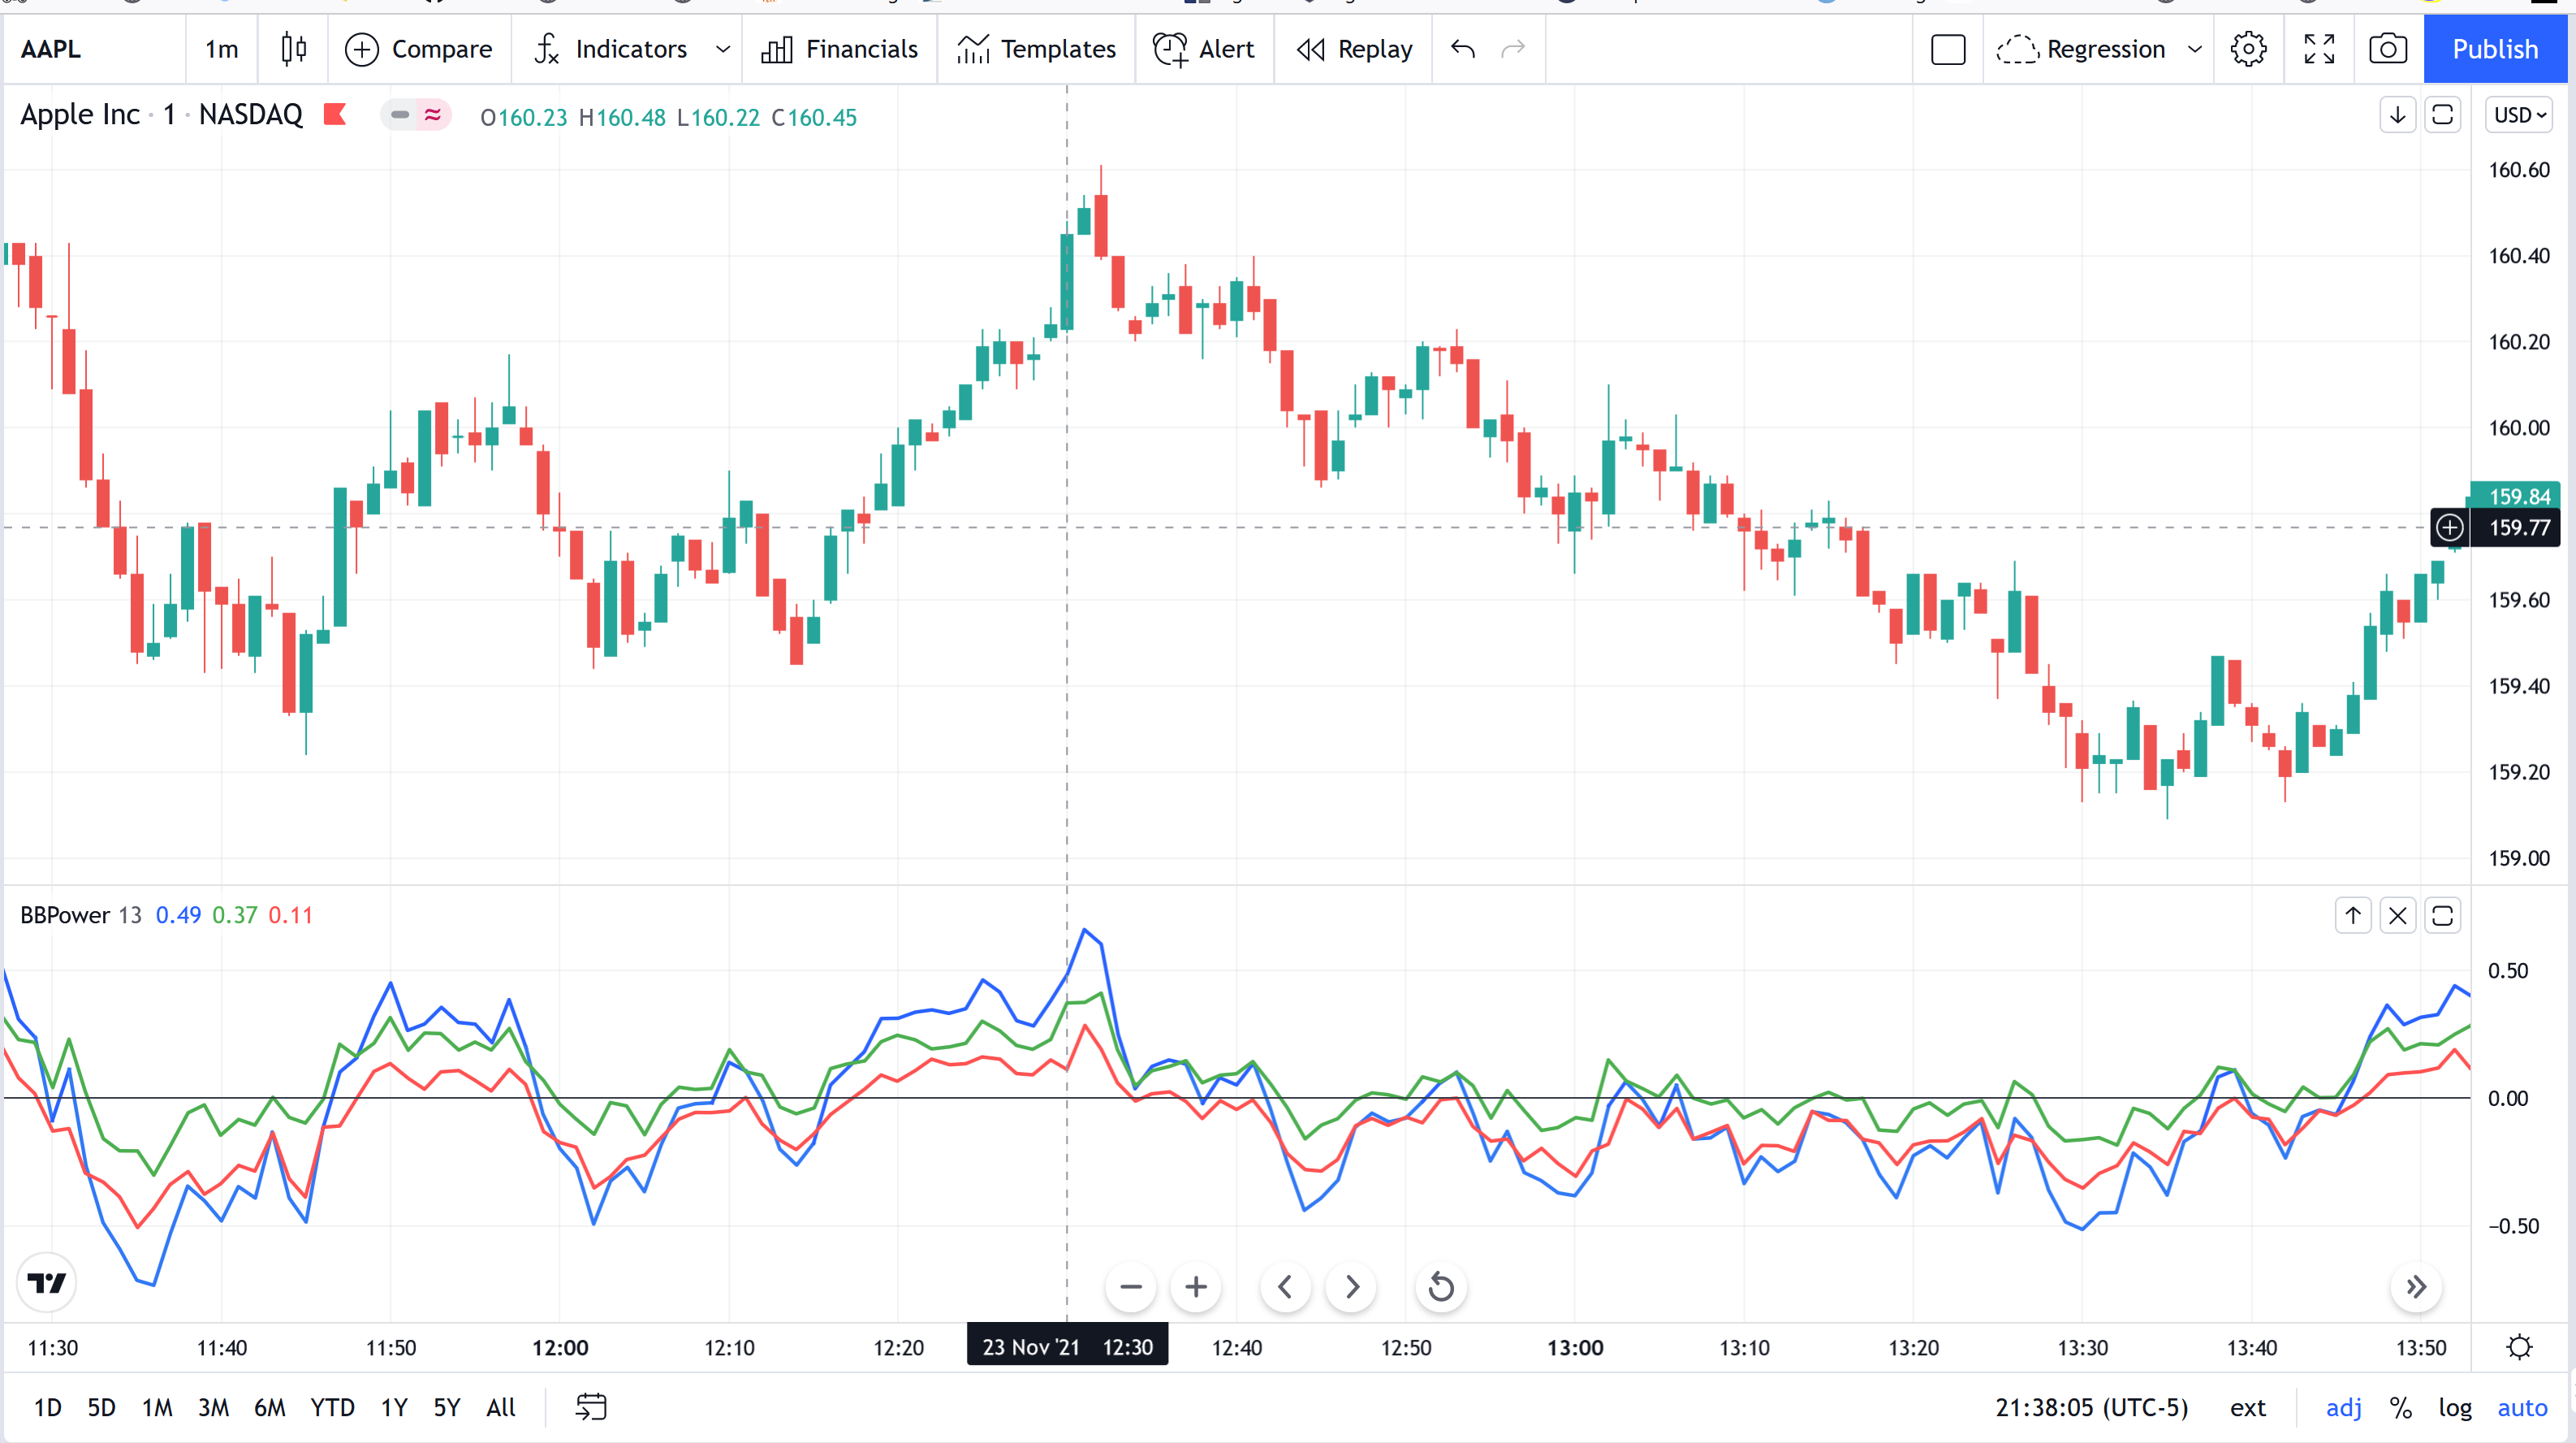 AAPL 1m Compare Indicators Financials Templates Alert Replay Regression Publish
Apple Inc · 1 · NASDAQ O160.23 H160.48 L160.22 C160.45 USD
160.60
160.40
160.20
160.00
159.84
159.77
159.60
159.40
159.20
159.00
BBPower 13 0.49 0.37 0.11
0.50
0.00
−0.50
11:30 11:40 11:50 12:00 12:10 12:20 23 Nov '21 12:30 12:40 12:50 13:00 13:10 13:20 13:30 13:40 13:50
1D 5D 1M 3M 6M YTD 1Y 5Y All 21:38:05 (UTC-5) ext adj % log auto